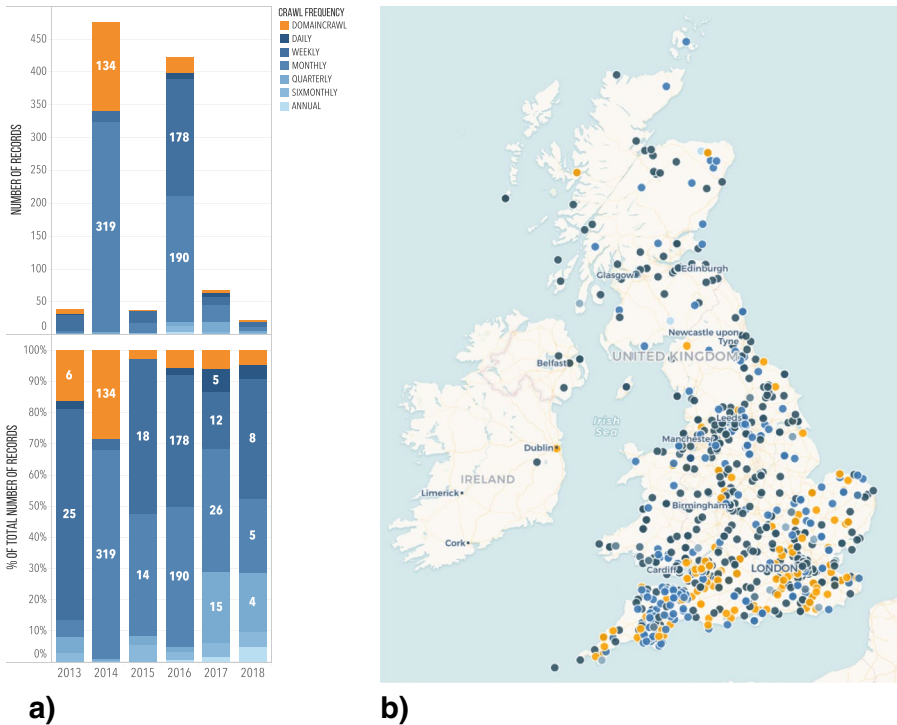 CRAWL FREQUENCY
DOMAINCRAWL
DAILY
WEEKLY
MONTHLY
QUARTERLY
SIXMONTHLY
ANNUAL
NUMBER OF RECORDS
450
400
350
300
250
200
150
100
50
0
134
319
178
190
% OF TOTAL NUMBER OF RECORDS
100%
90%
80%
70%
60%
50%
40%
30%
20%
10%
0%
6
25
134
319
18
14
178
190
5
12
26
15
8
5
4
2013 2014 2015 2016 2017 2018
a)
Glasgow
Edinburgh
Newcastle upon
Tyne
UNITED KINGDOM
Belfast
Irish
Sea
Leeds
Manchester
Dublin
IRELAND
Limerick
Birmingham
Cork
Cardiff
LONDON
b)